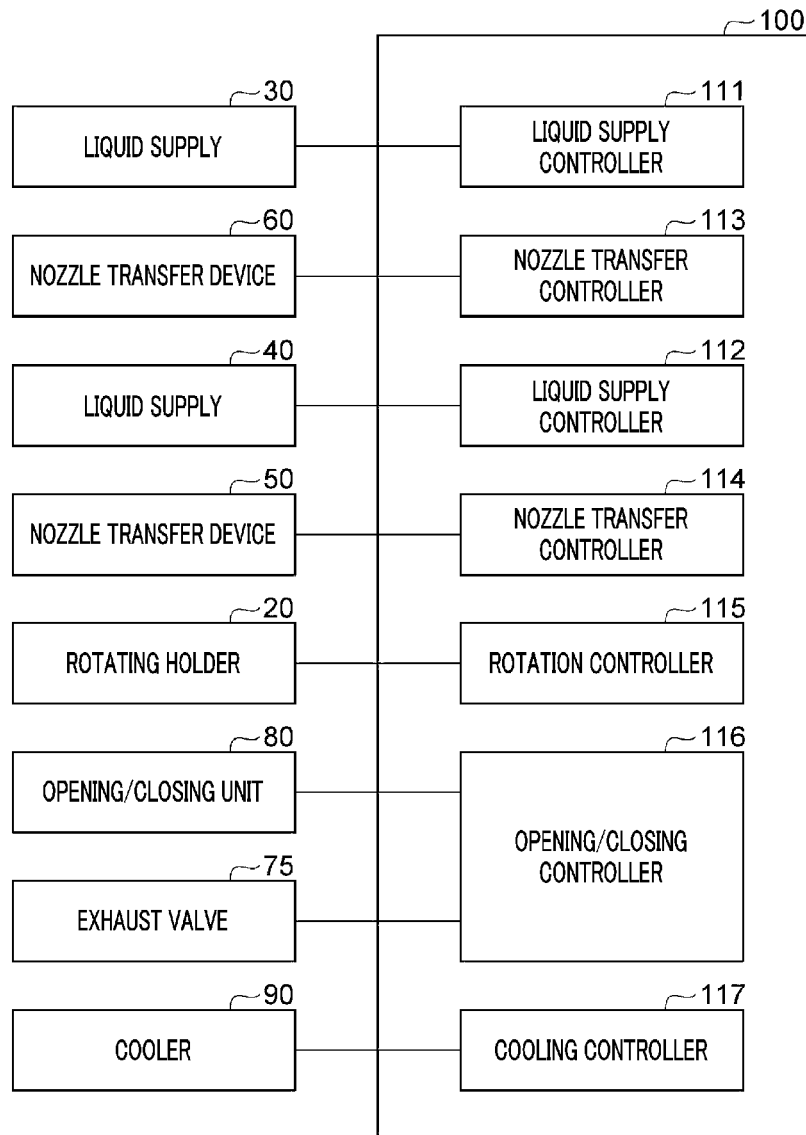 100
30
LIQUID SUPPLY
111
LIQUID SUPPLY
CONTROLLER
60
NOZZLE TRANSFER DEVICE
113
NOZZLE TRANSFER
CONTROLLER
40
LIQUID SUPPLY
112
LIQUID SUPPLY
CONTROLLER
50
NOZZLE TRANSFER DEVICE
114
NOZZLE TRANSFER
CONTROLLER
20
ROTATING HOLDER
115
ROTATION CONTROLLER
80
OPENING/CLOSING UNIT
116
OPENING/CLOSING
CONTROLLER
75
EXHAUST VALVE
90
COOLER
117
COOLING CONTROLLER